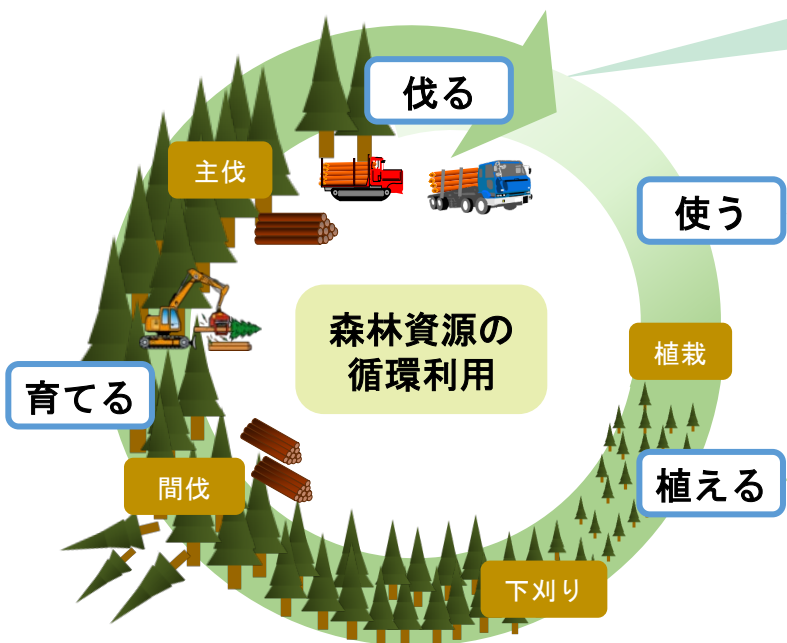 伐る
主伐
使う
森林資源の
循環利用
植栽
育てる
植える
間伐
下刈り